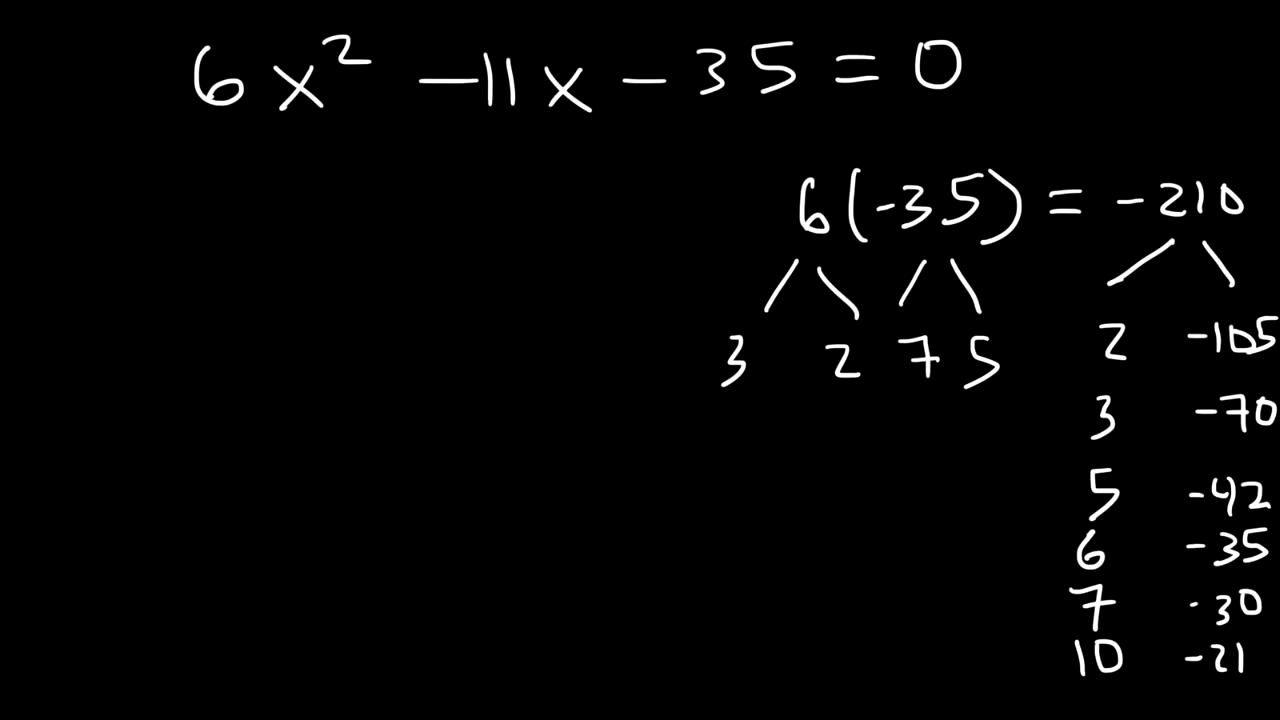 6x² -11x - 35 = 0
6(-35) = -210
3 2 7 5
2 -105
3 -70
5 -42
6 -35
7 -30
10 -21